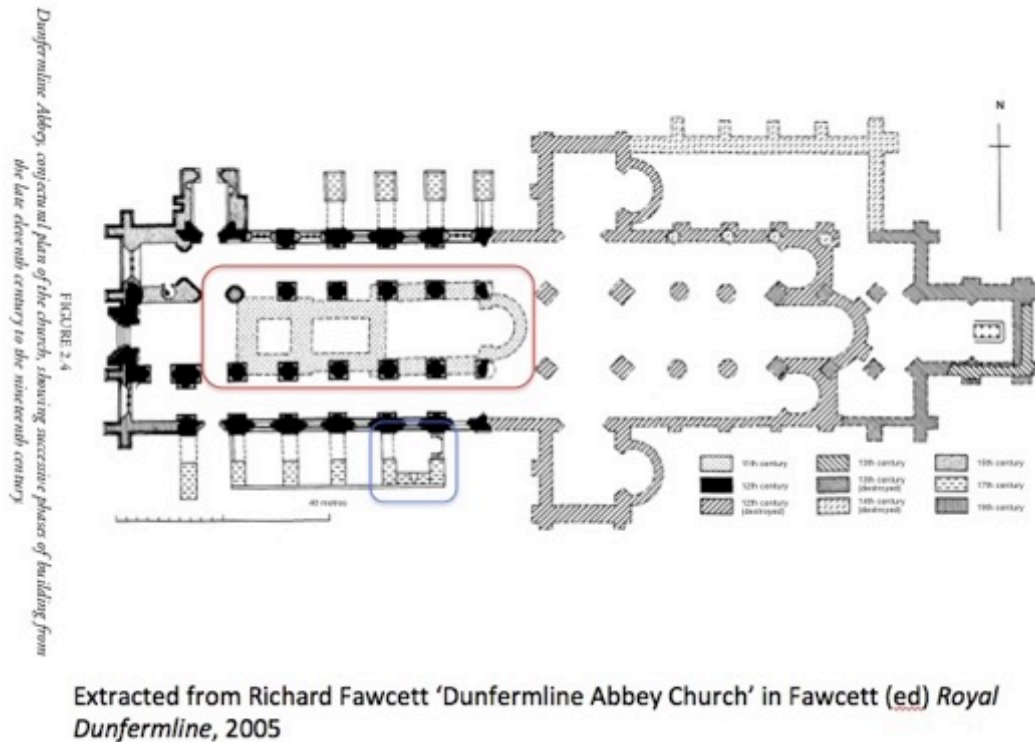 FIGURE 2.4
Dunfermline Abbey, conjectural plan of the church, showing successive phases of building from
the late eleventh century to the nineteenth century.
N
40 metres
11th century
12th century
12th century
(destroyed)
13th century
13th century
(destroyed)
14th century
(destroyed)
15th century
17th century
19th century
Extracted from Richard Fawcett ‘Dunfermline Abbey Church’ in Fawcett (ed) Royal
Dunfermline, 2005